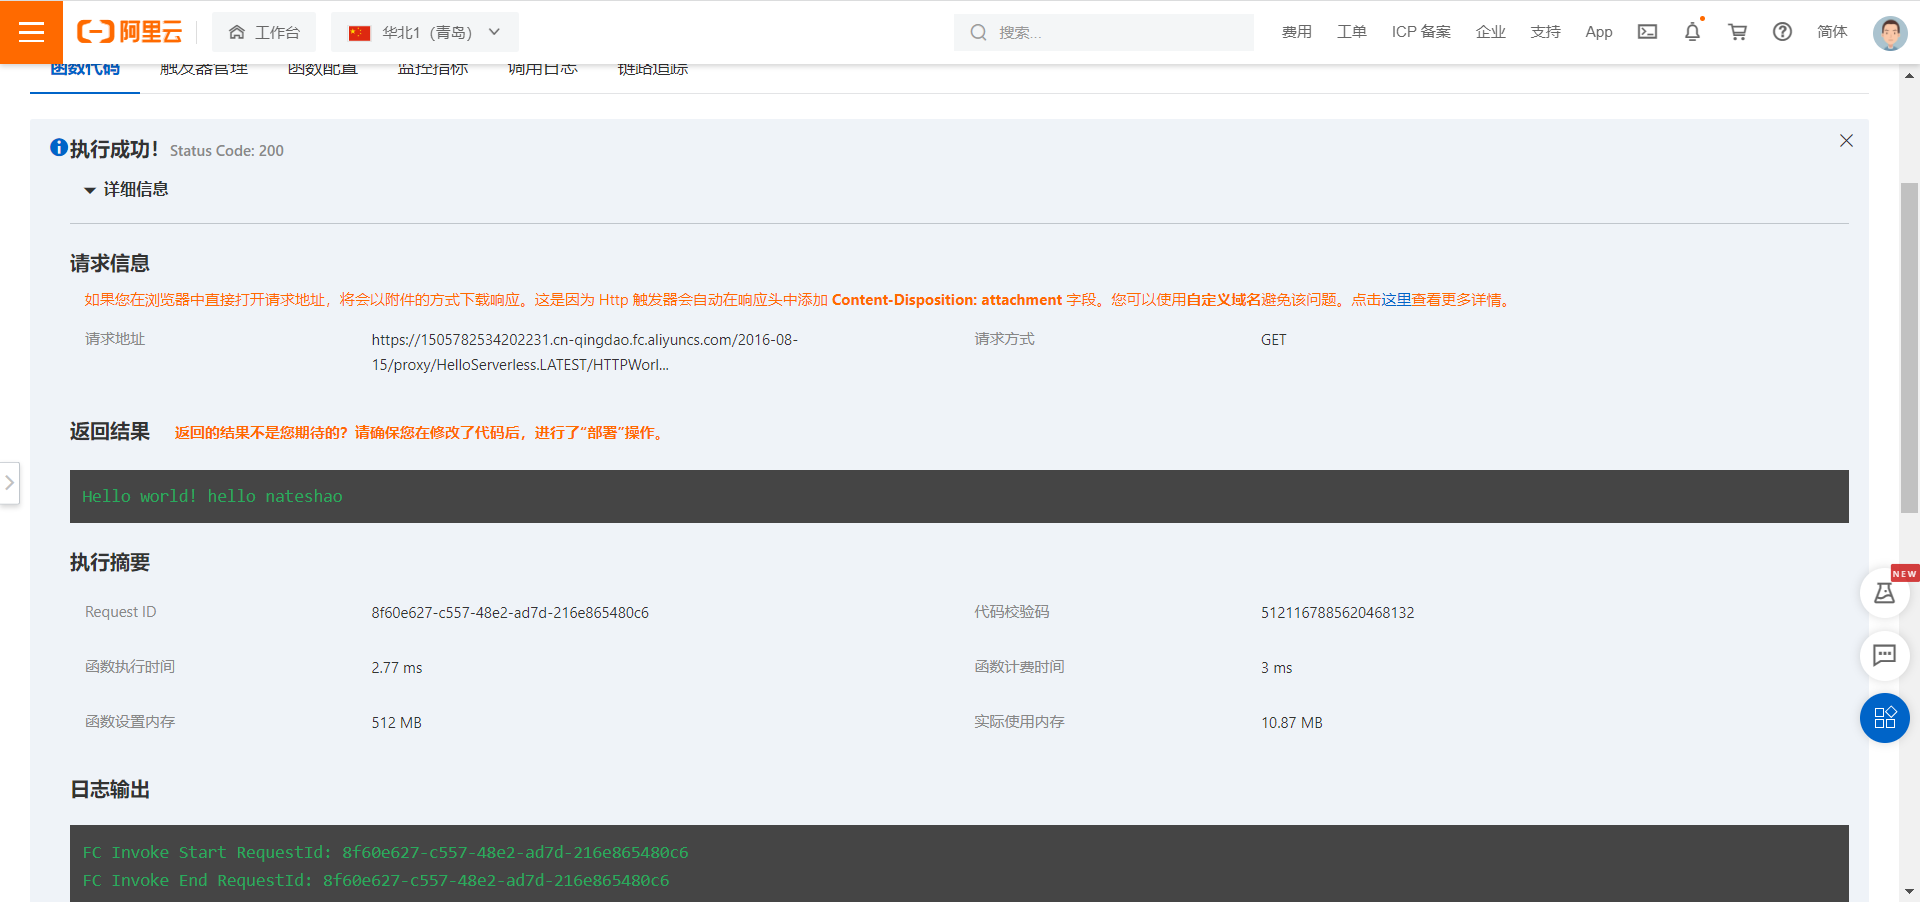 阿里云
工作台
华北1（青岛）
搜索...
费用
工单
ICP 备案
企业
支持
App
简体
函数代码
触发器管理
函数配置
监控指标
调用日志
链路追踪
执行成功！ Status Code: 200
详细信息
请求信息
如果您在浏览器中直接打开请求地址，将会以附件的方式下载响应。这是因为 Http 触发器会自动在响应头中添加 Content-Disposition: attachment 字段。您可以使用自定义域名避免该问题。点击这里查看更多详情。
请求地址
https://1505782534202231.cn-qingdao.fc.aliyuncs.com/2016-08-
15/proxy/HelloServerless.LATEST/HTTPWorl...
请求方式
GET
返回结果 返回的结果不是您期待的？请确保您在修改了代码后，进行了“部署”操作。
Hello world! hello nateshao
执行摘要
Request ID
8f60e627-c557-48e2-ad7d-216e865480c6
代码校验码
5121167885620468132
函数执行时间
2.77 ms
函数计费时间
3 ms
函数设置内存
512 MB
实际使用内存
10.87 MB
NEW
日志输出
FC Invoke Start RequestId: 8f60e627-c557-48e2-ad7d-216e865480c6
FC Invoke End RequestId: 8f60e627-c557-48e2-ad7d-216e865480c6